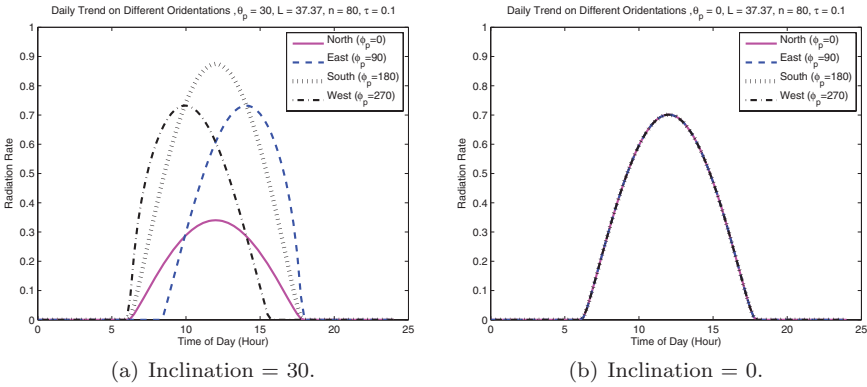 Daily Trend on Different Oridentations ,θp = 30, L = 37.37, n = 80, τ = 0.1
1
0.9
0.8
0.7
0.6
0.5
0.4
0.3
0.2
0.1
0
Radiation Rate
North (ϕp=0)
East (ϕp=90)
South (ϕp=180)
West (ϕp=270)
0 5 10 15 20 25
Time of Day (Hour)
(a) Inclination = 30.
Daily Trend on Different Oridentations ,θp = 0, L = 37.37, n = 80, τ = 0.1
1
0.9
0.8
0.7
0.6
0.5
0.4
0.3
0.2
0.1
0
Radiation Rate
North (ϕp=0)
East (ϕp=90)
South (ϕp=180)
West (ϕp=270)
0 5 10 15 20 25
Time of Day (Hour)
(b) Inclination = 0.